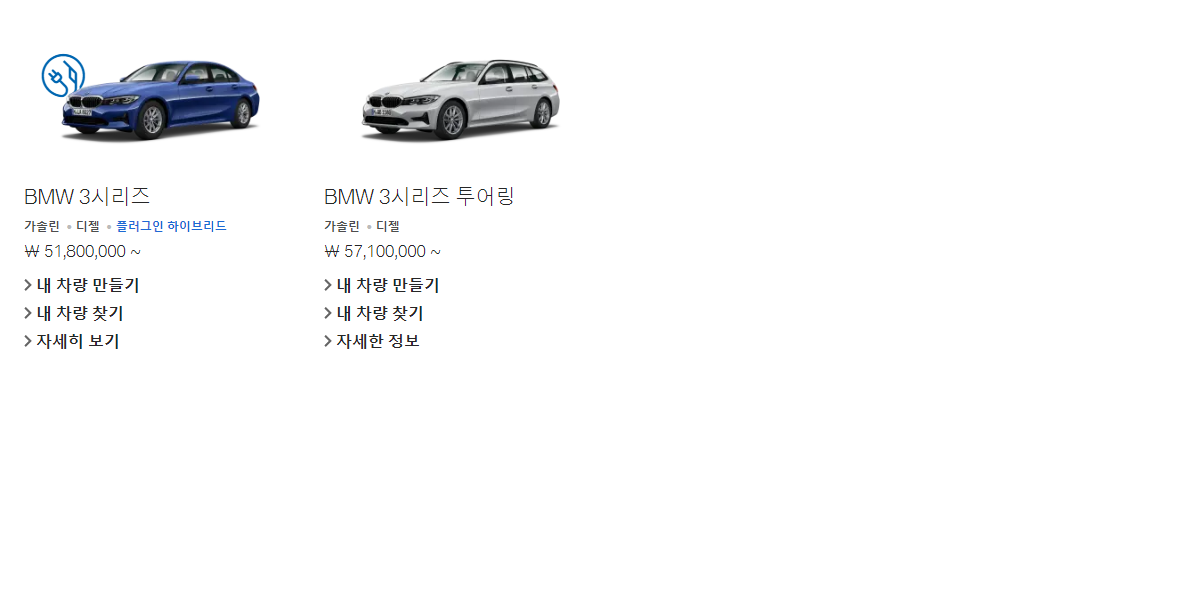 BMW 3시리즈
가솔린 • 디젤 • 플러그인 하이브리드
₩ 51,800,000 ~
내 차량 만들기
내 차량 찾기
자세히 보기
BMW 3시리즈 투어링
가솔린 • 디젤
₩ 57,100,000 ~
내 차량 만들기
내 차량 찾기
자세한 정보